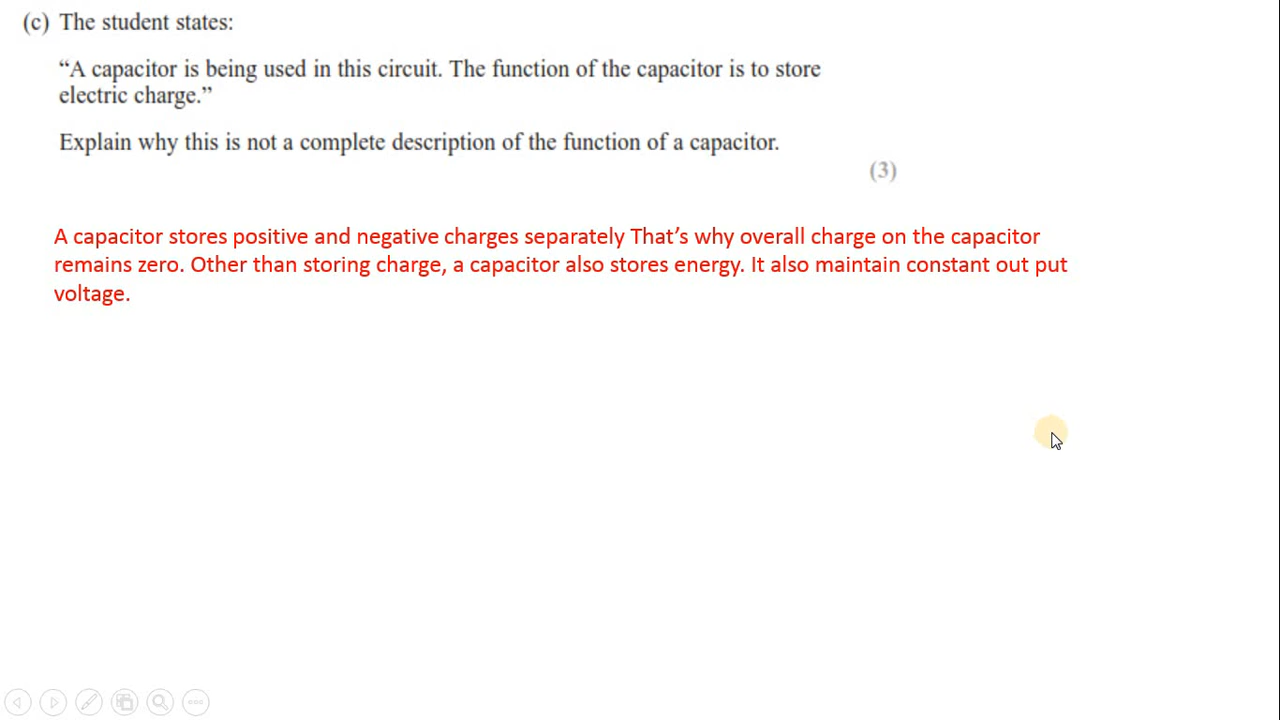 (c) The student states:
“A capacitor is being used in this circuit. The function of the capacitor is to store
electric charge.”
Explain why this is not a complete description of the function of a capacitor.
(3)
A capacitor stores positive and negative charges separately That’s why overall charge on the capacitor
remains zero. Other than storing charge, a capacitor also stores energy. It also maintain constant out put
voltage.